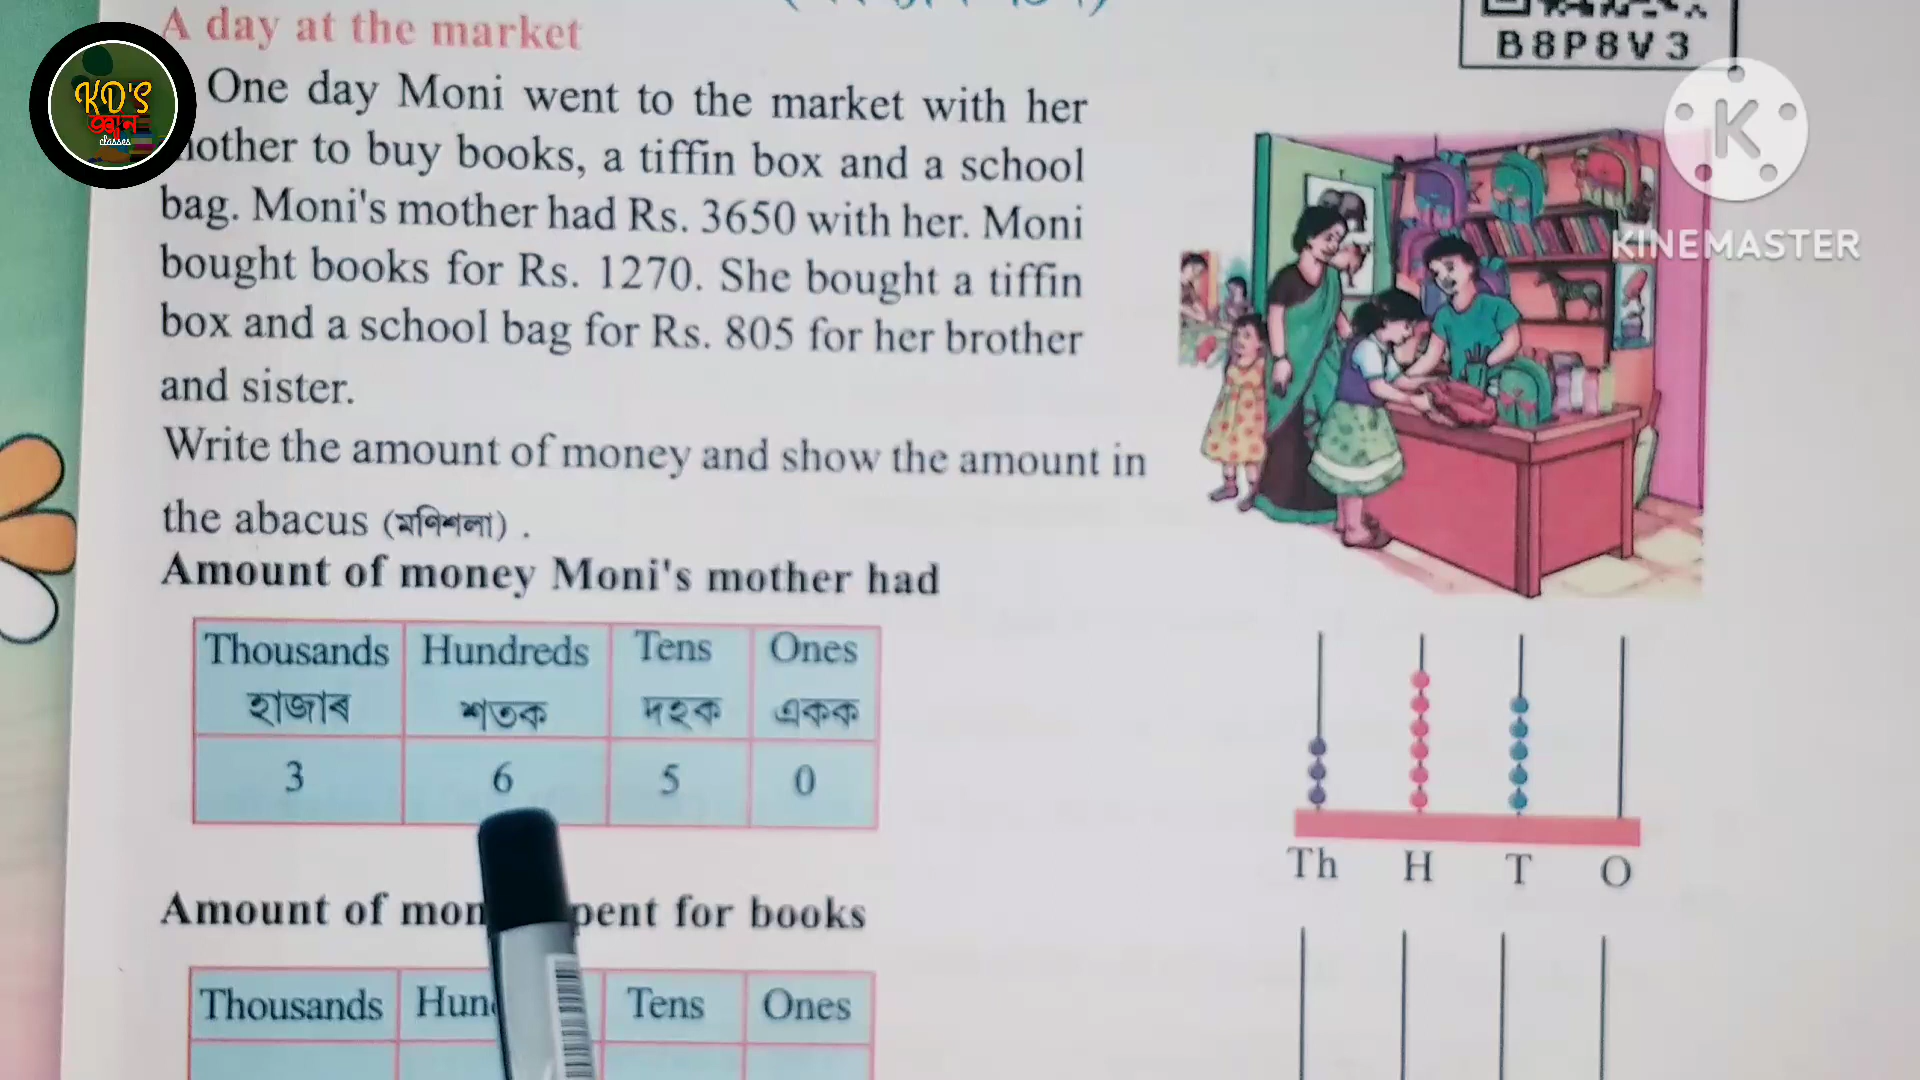 A day at the market
B8P8V3
KD'S
জ্ঞান
classes
One day Moni went to the market with her
mother to buy books, a tiffin box and a school
bag. Moni's mother had Rs. 3650 with her. Moni
bought books for Rs. 1270. She bought a tiffin
box and a school bag for Rs. 805 for her brother
and sister.
K
KINEMASTER
Write the amount of money and show the amount in
the abacus (মণিশলা) .
Amount of money Moni's mother had
Thousands Hundreds Tens Ones
হাজাৰ শতক দহক একক
3 6 5 0
Th H T O
Amount of mon pent for books
Thousands Hun Tens Ones